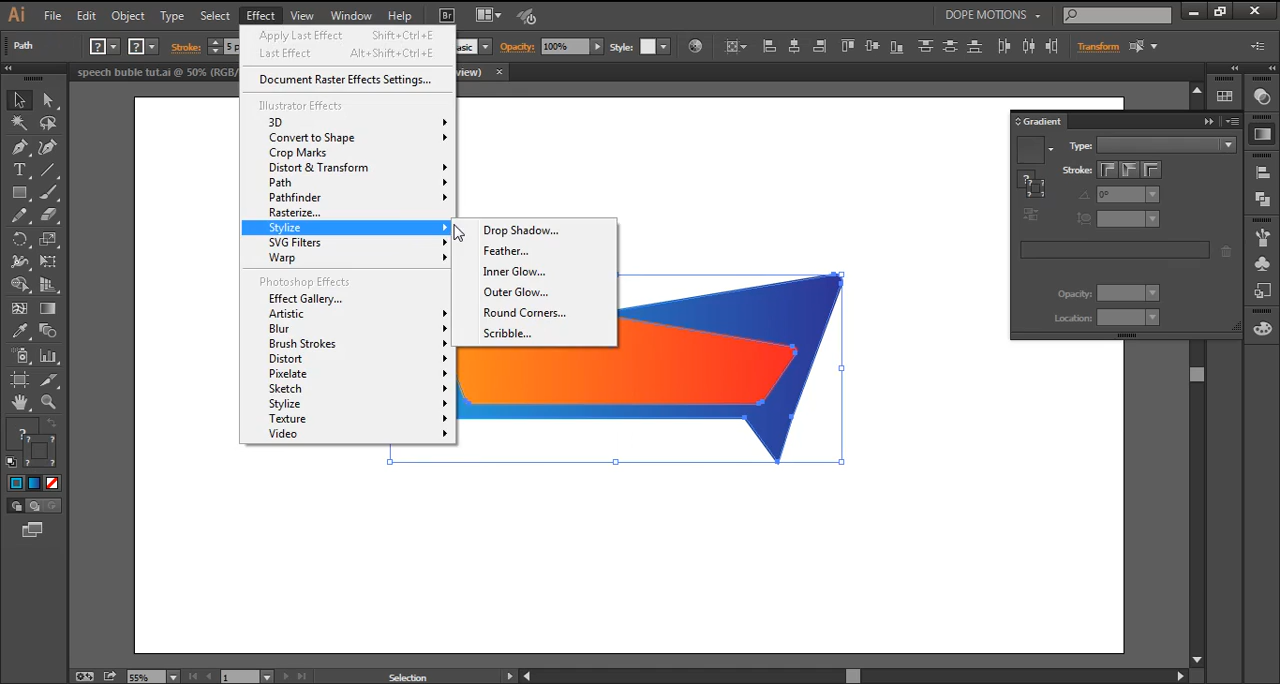 Ai File Edit Object Type Select Effect View Window Help Br DOPE MOTIONS
Path Stroke: 5 p asic Opacity: 100% Style: Transform
speech buble tut.ai @ 50% (RGB/ view) ×
Apply Last Effect Shift+Ctrl+E
Last Effect Alt+Shift+Ctrl+E
Document Raster Effects Settings...
Illustrator Effects
3D
Convert to Shape
Crop Marks
Distort & Transform
Path
Pathfinder
Rasterize...
Stylize
SVG Filters
Warp
Photoshop Effects
Effect Gallery...
Artistic
Blur
Brush Strokes
Distort
Pixelate
Sketch
Stylize
Texture
Video
Drop Shadow...
Feather...
Inner Glow...
Outer Glow...
Round Corners...
Scribble...
Gradient
Type:
Stroke:
0°
Opacity:
Location:
? ?
? ?
?
? ?
? ?
55% 1 Selection